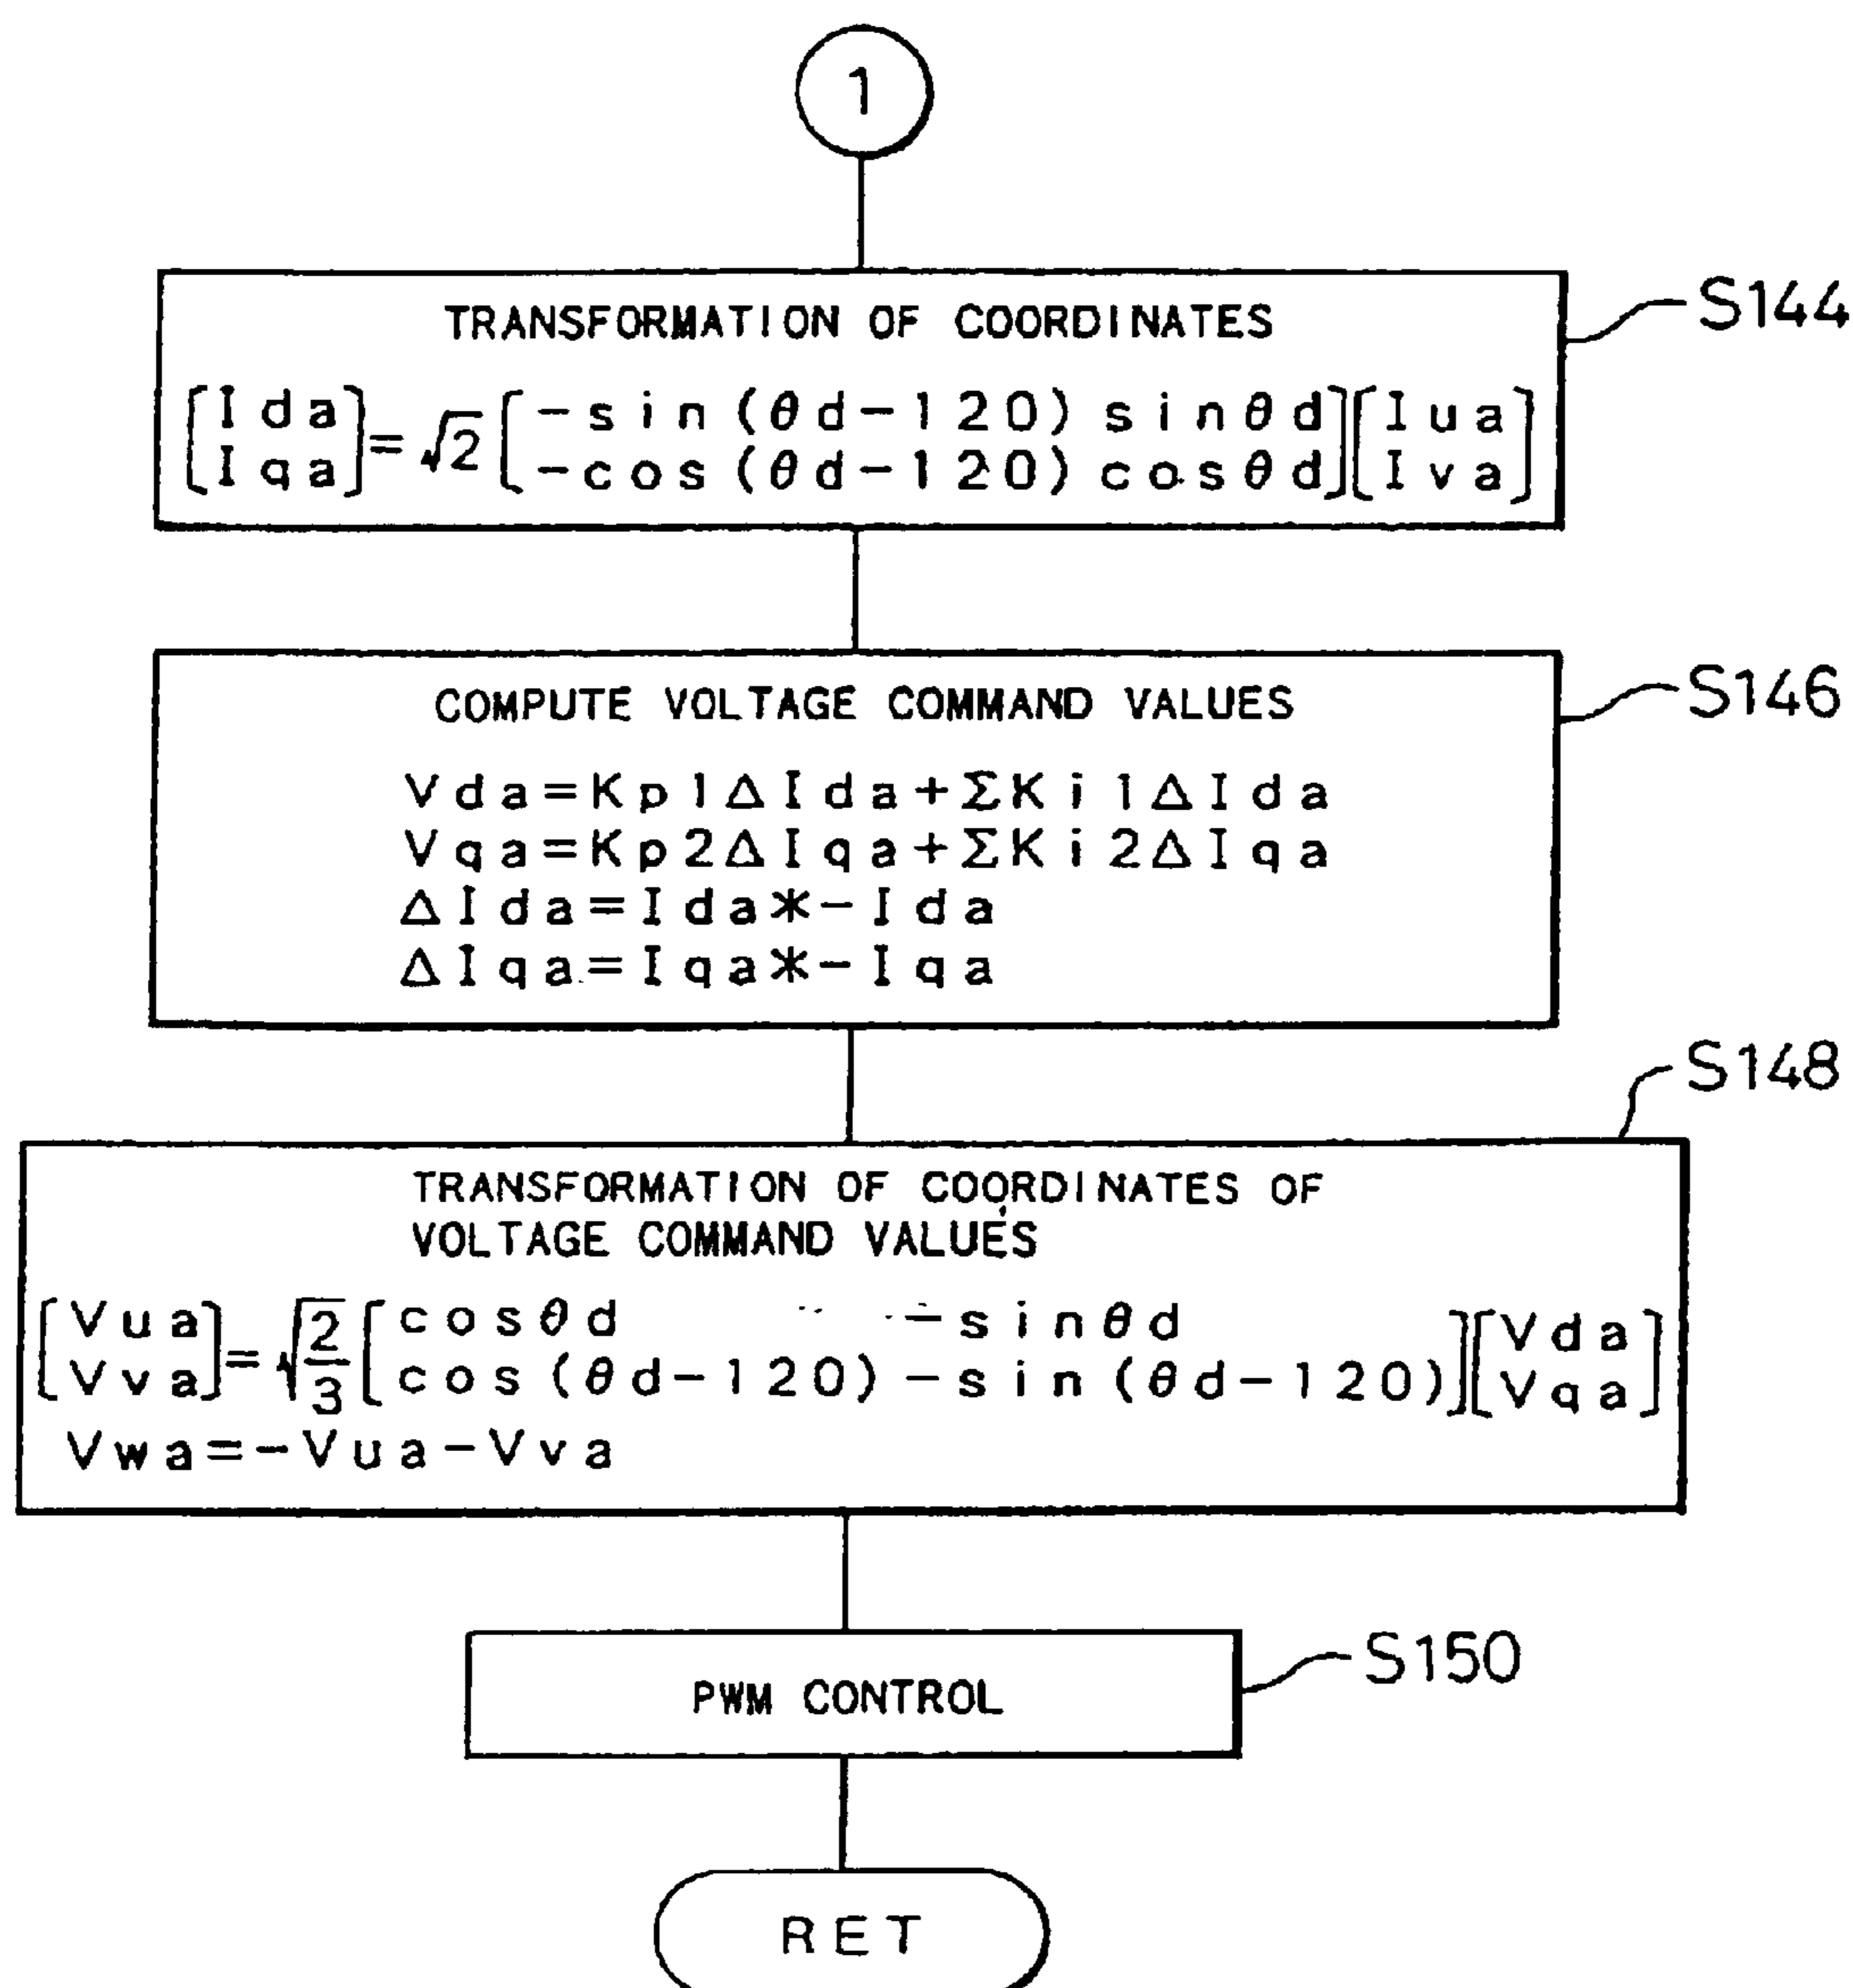 1
S144
TRANSFORMATION OF COORDINATES
[Ida Iqa] = √2 [-sin(θd-120) sinθd
-cos(θd-120) cosθd] [Iua Iva]
S146
COMPUTE VOLTAGE COMMAND VALUES
Vda=Kp1ΔIda+ΣKi1ΔIda
Vqa=Kp2ΔIqa+ΣKi2ΔIqa
ΔIda=Ida*-Ida
ΔIqa=Iqa*-Iqa
S148
TRANSFORMATION OF COORDINATES OF
VOLTAGE COMMAND VALUES
[Vua Vva] = √2/3 [cosθd -sinθd
cos(θd-120) -sin(θd-120)] [Vda Vqa]
Vwa=-Vua-Vva
S150
PWM CONTROL
RET